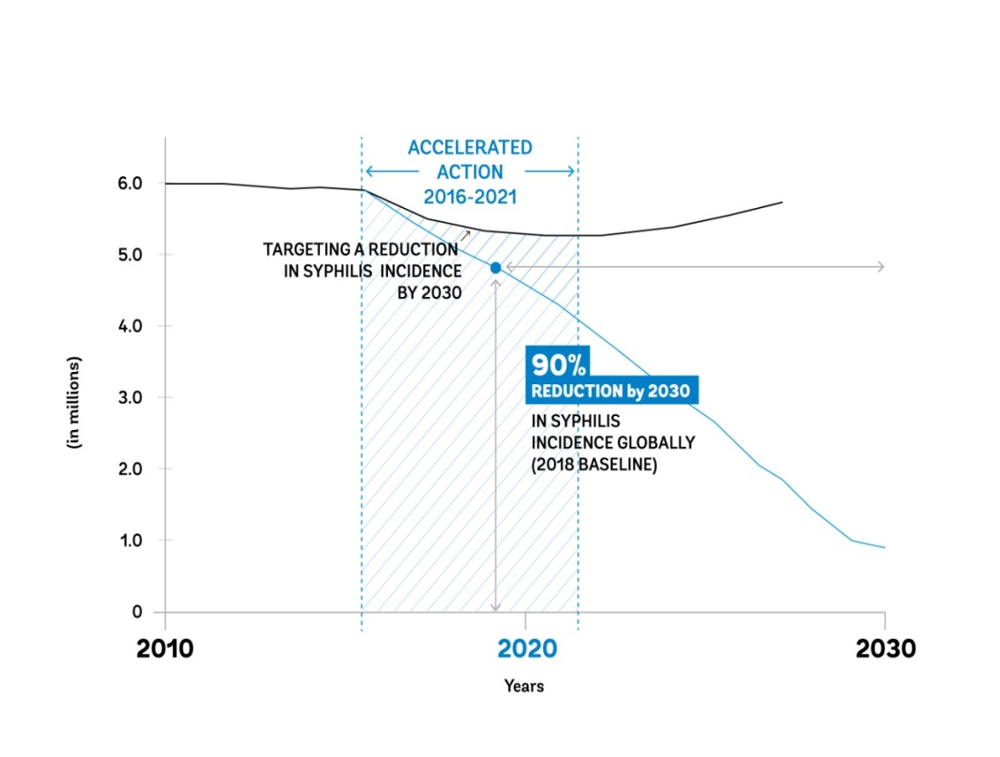 ACCELERATED
ACTION
2016-2021
6.0
5.0
4.0
3.0
2.0
1.0
0
(in millions)
TARGETING A REDUCTION
IN SYPHILIS INCIDENCE
BY 2030
90%
REDUCTION by 2030
IN SYPHILIS
INCIDENCE GLOBALLY
(2018 BASELINE)
2010
2020
2030
Years